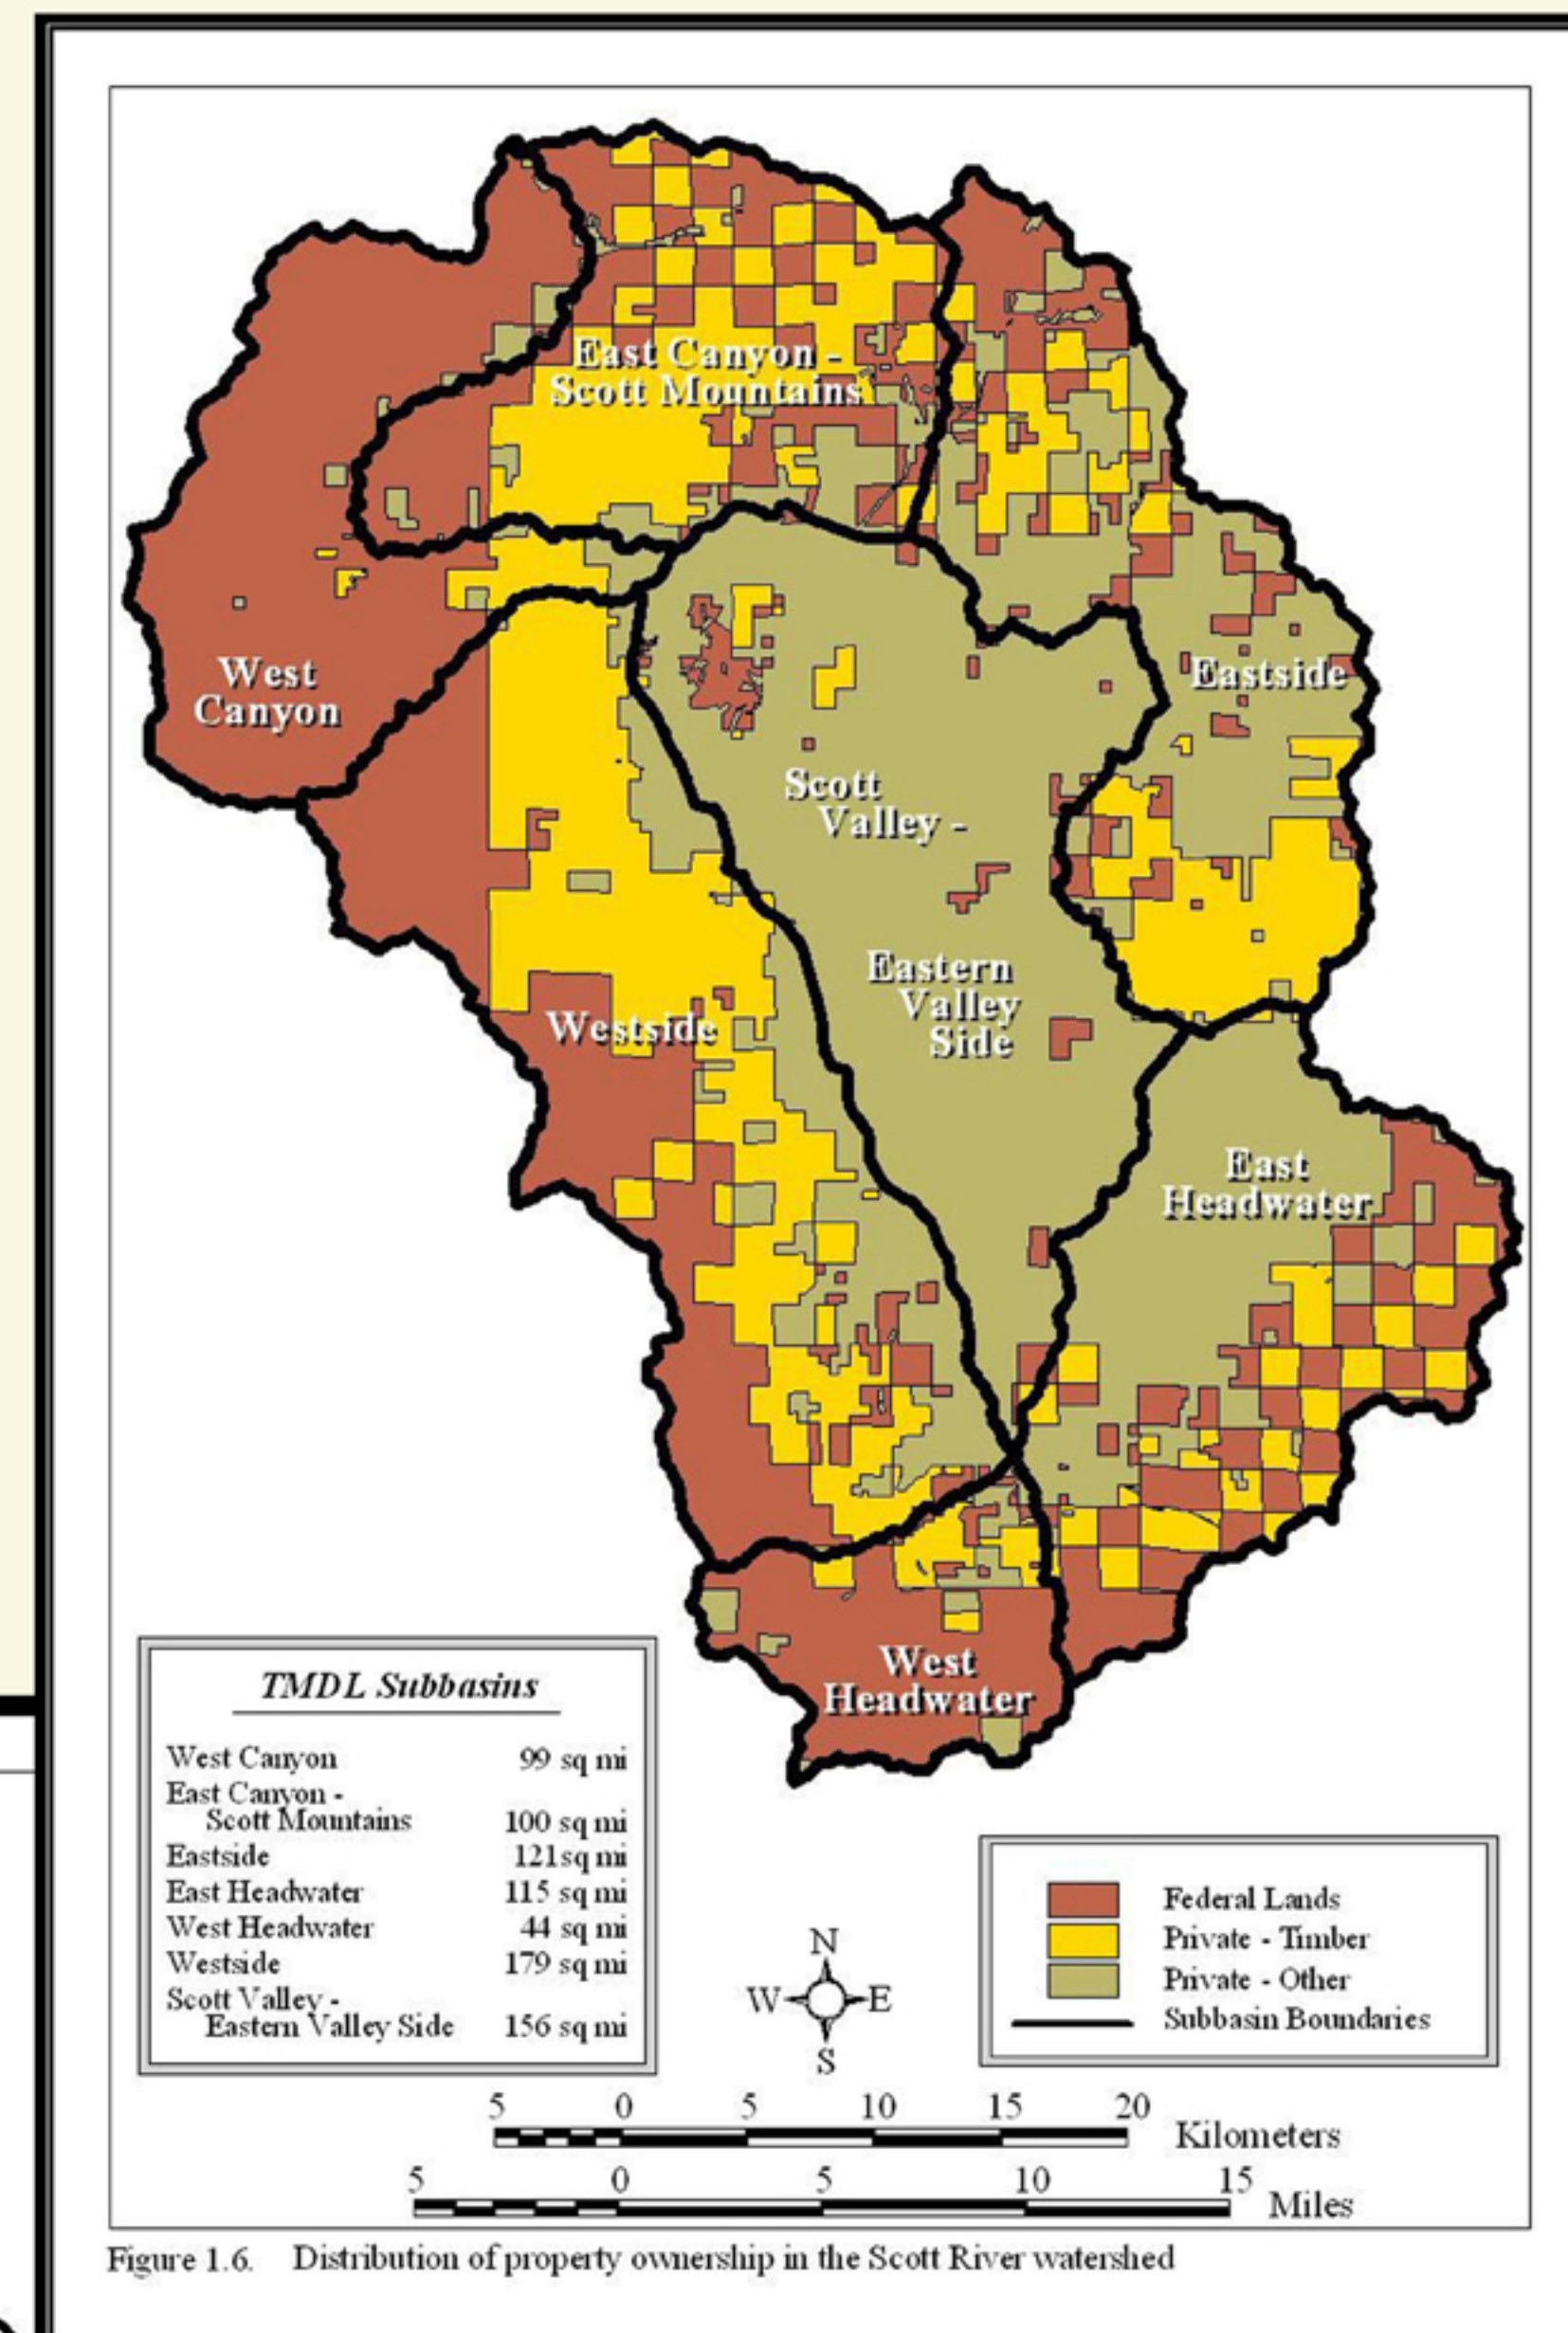 East Canyon -
Scott Mountains
West
Canyon
Eastside
Scott
Valley -
Eastern
Valley
Side
Westside
East
Headwater
West
Headwater
TMDL Subbasins
West Canyon 99 sq mi
East Canyon -
Scott Mountains 100 sq mi
Eastside 121sq mi
East Headwater 115 sq mi
West Headwater 44 sq mi
Westside 179 sq mi
Scott Valley -
Eastern Valley Side 156 sq mi
Federal Lands
Private - Timber
Private - Other
Subbasin Boundaries
N
W E
S
5 0 5 10 15 20
Kilometers
5 0 5 10 15
Miles
Figure 1.6. Distribution of property ownership in the Scott River watershed